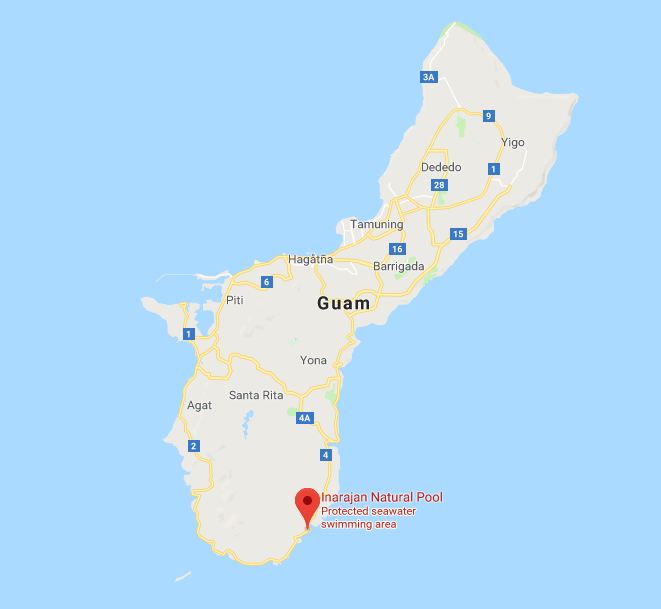 3A
9
Yigo
Dededo
1
28
Tamuning
15
16
Hagåtña
Barrigada
6
Piti
Guam
1
Yona
Santa Rita
Agat
4A
2
4
Inarajan Natural Pool
Protected seawater
swimming area